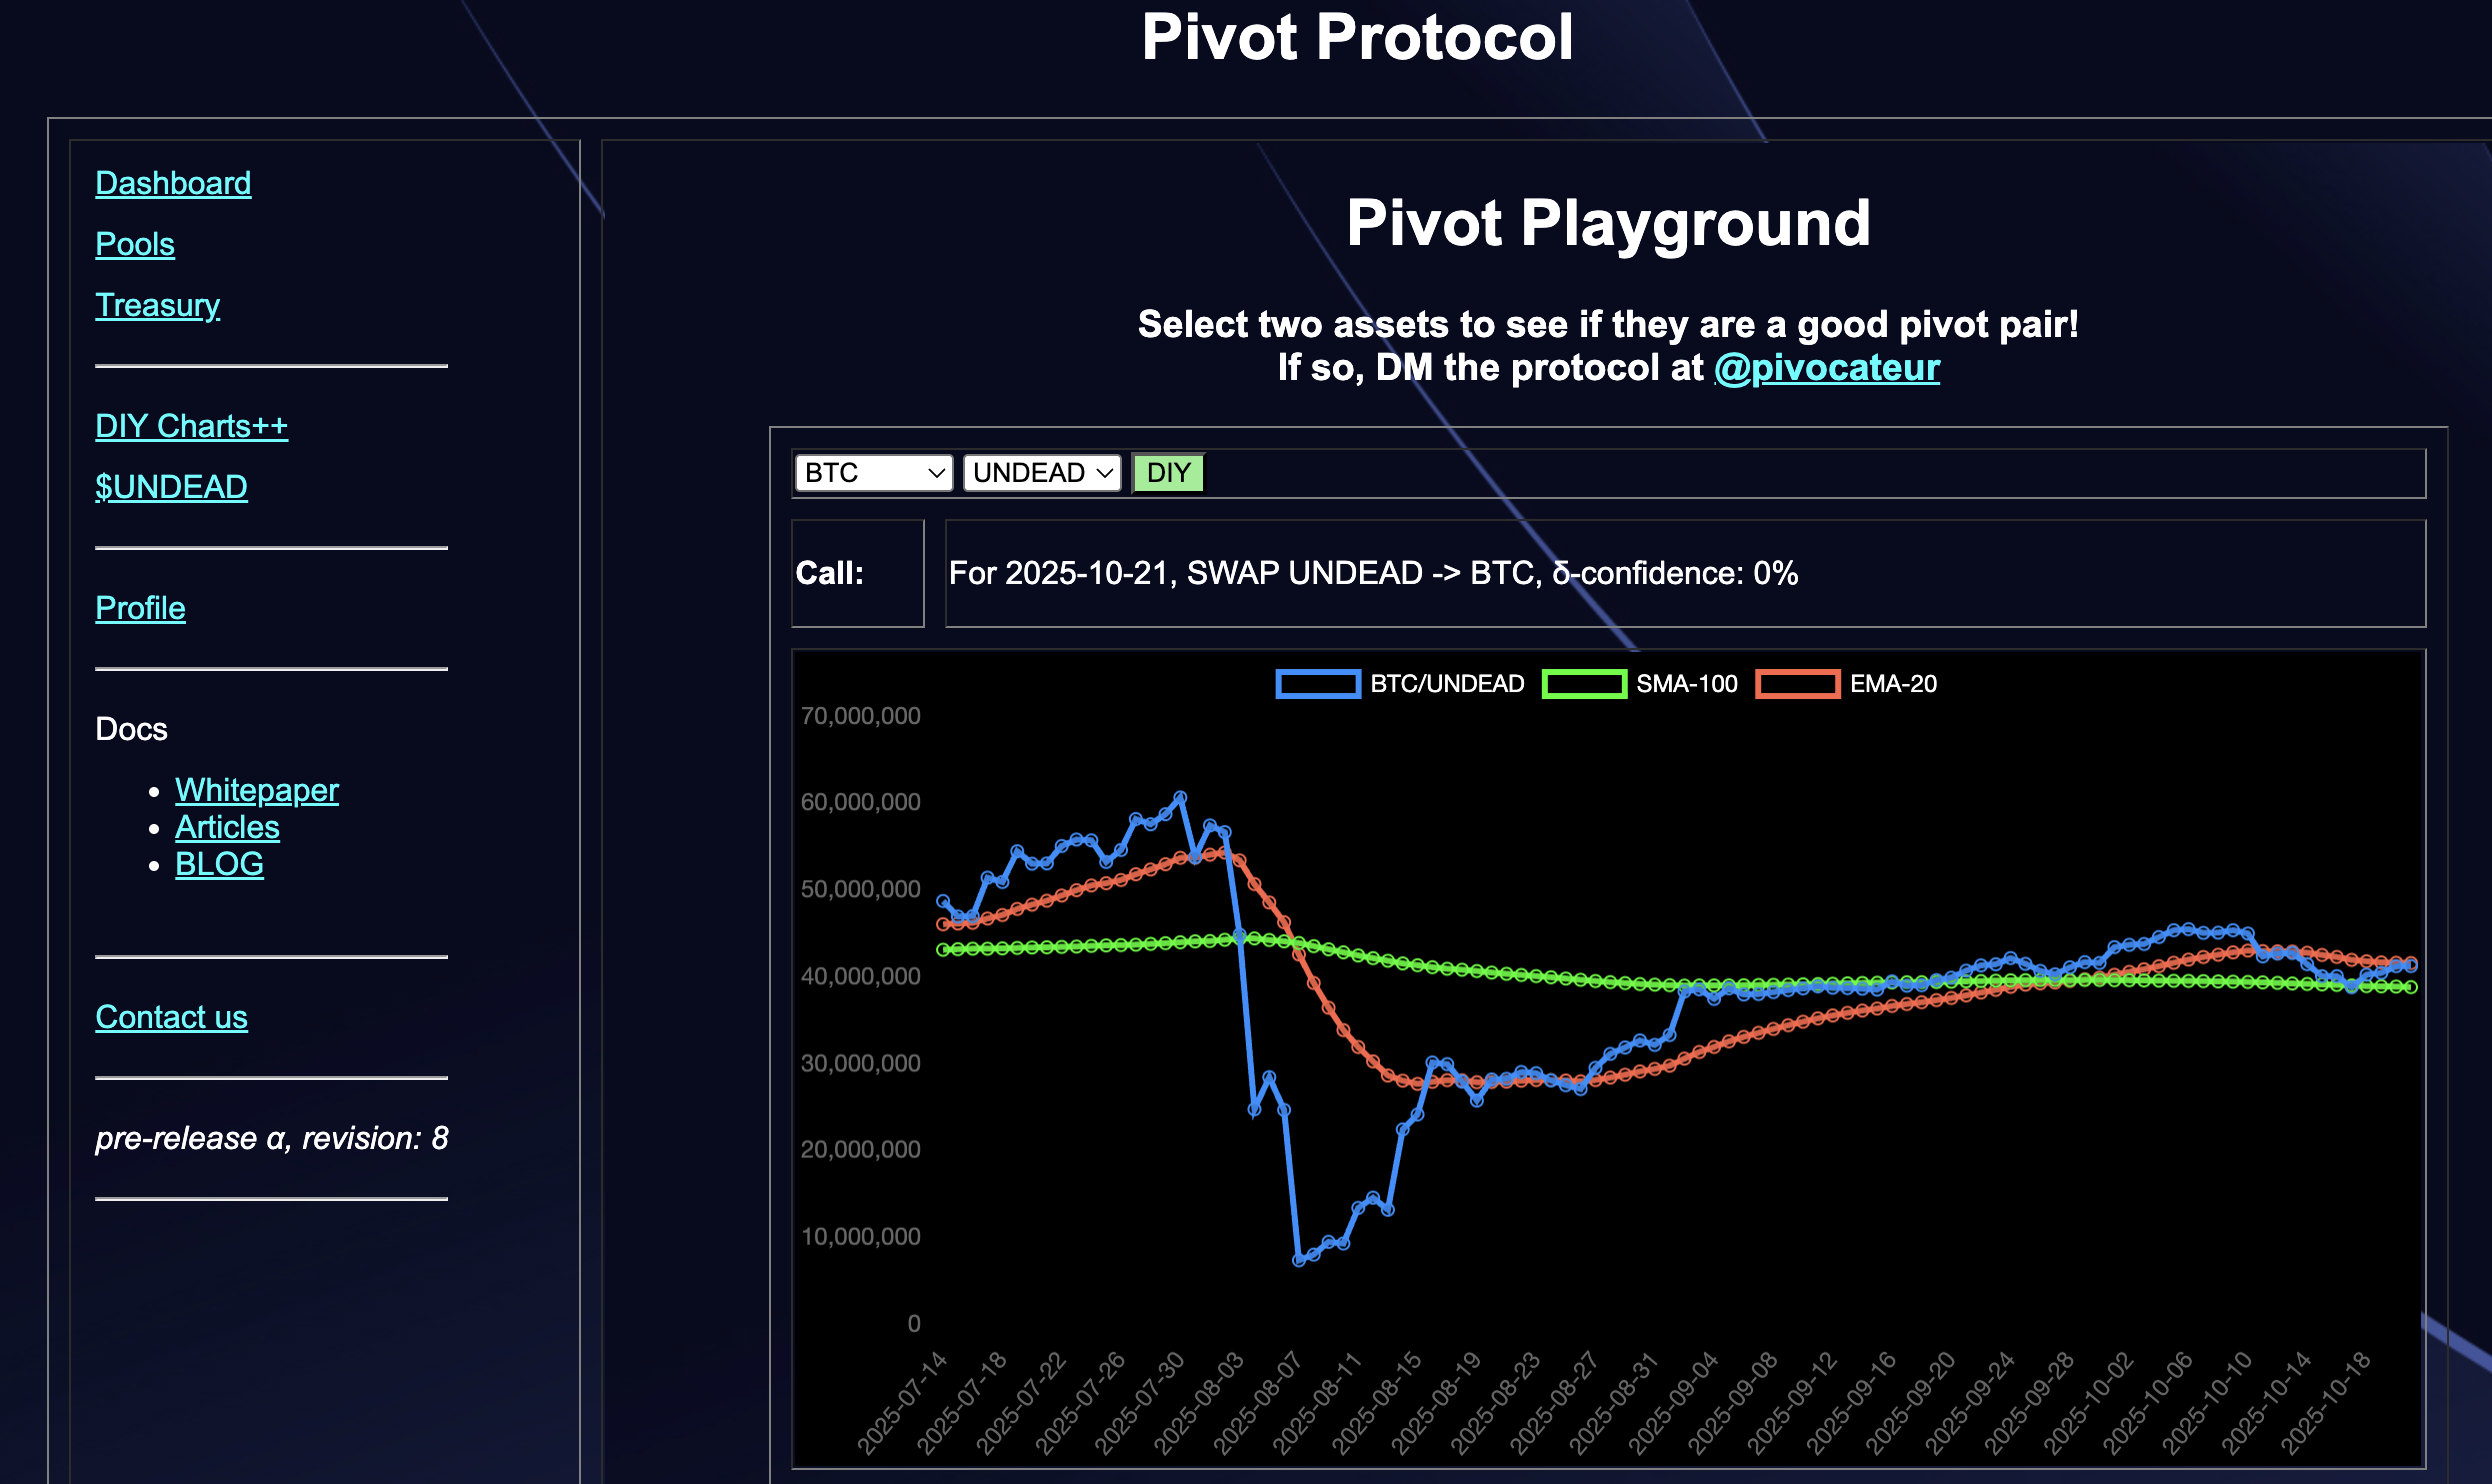 Pivot Protocol
Dashboard
Pools
Treasury
DIY Charts++
$UNDEAD
Profile
Docs
Whitepaper
Articles
BLOG
Contact us
pre-release α, revision: 8
Pivot Playground
Select two assets to see if they are a good pivot pair!
If so, DM the protocol at @pivocateur
BTC UNDEAD DIY
Call: For 2025-10-21, SWAP UNDEAD -> BTC, δ-confidence: 0%
BTC/UNDEAD SMA-100 EMA-20
70,000,000
60,000,000
50,000,000
40,000,000
30,000,000
20,000,000
10,000,000
0
2025-07-14 2025-07-18 2025-07-22 2025-07-26 2025-07-30 2025-08-03 2025-08-07 2025-08-11 2025-08-15 2025-08-19 2025-08-23 2025-08-27 2025-08-31 2025-09-04 2025-09-08 2025-09-12 2025-09-16 2025-09-20 2025-09-24 2025-09-28 2025-10-02 2025-10-06 2025-10-10 2025-10-14 2025-10-18